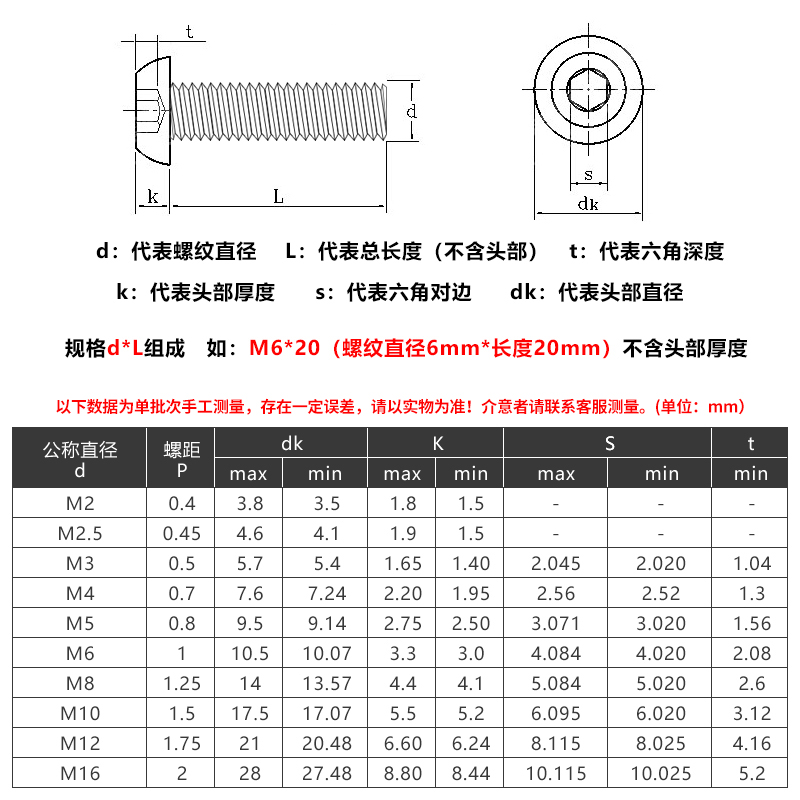 t
d
k
L
s
dk
d：代表螺纹直径 L：代表总长度（不含头部） t：代表六角深度
k：代表头部厚度 s：代表六角对边 dk：代表头部直径
规格d*L组成 如：M6*20（螺纹直径6mm*长度20mm）不含头部厚度
以下数据为单批次手工测量，存在一定误差，请以实物为准！介意者请联系客服测量。(单位：mm）
公称直径 d 螺距 P dk K S t
max min max min max min min
M2 0.4 3.8 3.5 1.8 1.5 - - -
M2.5 0.45 4.6 4.1 1.9 1.5 - - -
M3 0.5 5.7 5.4 1.65 1.40 2.045 2.020 1.04
M4 0.7 7.6 7.24 2.20 1.95 2.56 2.52 1.3
M5 0.8 9.5 9.14 2.75 2.50 3.071 3.020 1.56
M6 1 10.5 10.07 3.3 3.0 4.084 4.020 2.08
M8 1.25 14 13.57 4.4 4.1 5.084 5.020 2.6
M10 1.5 17.5 17.07 5.5 5.2 6.095 6.020 3.12
M12 1.75 21 20.48 6.60 6.24 8.115 8.025 4.16
M16 2 28 27.48 8.80 8.44 10.115 10.025 5.2